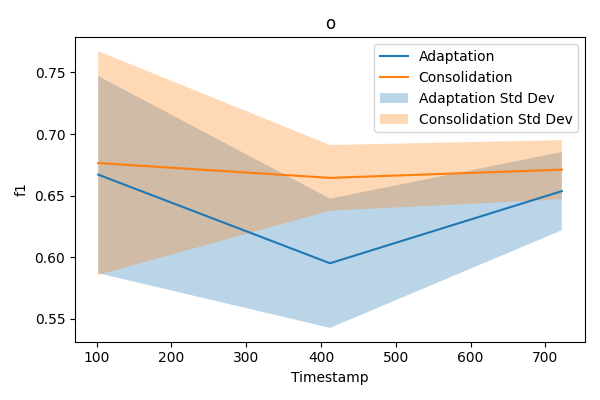 o
Adaptation
Consolidation
Adaptation Std Dev
Consolidation Std Dev
f1
0.75
0.70
0.65
0.60
0.55
100 200 300 400 500 600 700
Timestamp